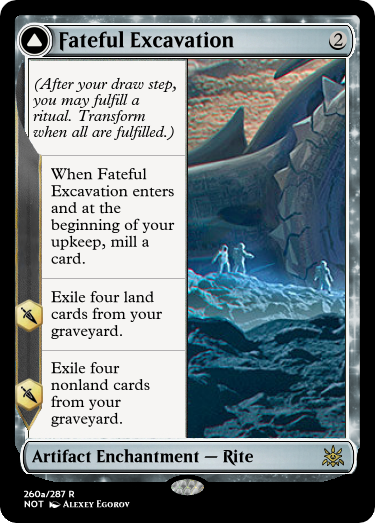 Fateful Excavation 2
(After your draw step,
you may fulfill a
ritual. Transform
when all are fulfilled.)
When Fateful
Excavation enters
and at the
beginning of your
upkeep, mill a
card.
Exile four land
cards from your
graveyard.
Exile four
nonland cards
from your
graveyard.
Artifact Enchantment — Rite
260a/287 R
NOT Alexey Egorov